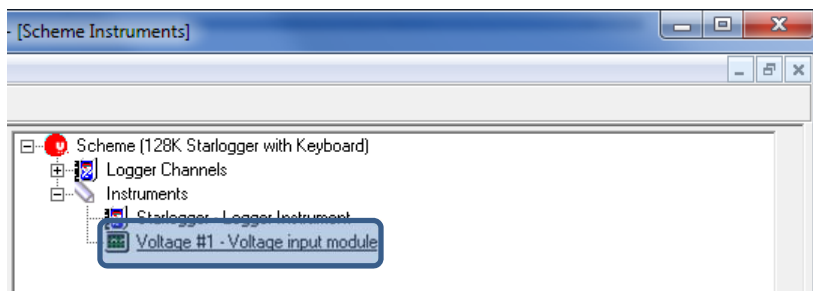 - [Scheme Instruments]
Scheme (128K Starlogger with Keyboard)
Logger Channels
Instruments
Starlogger - Logger Instrument
Voltage #1 - Voltage input module